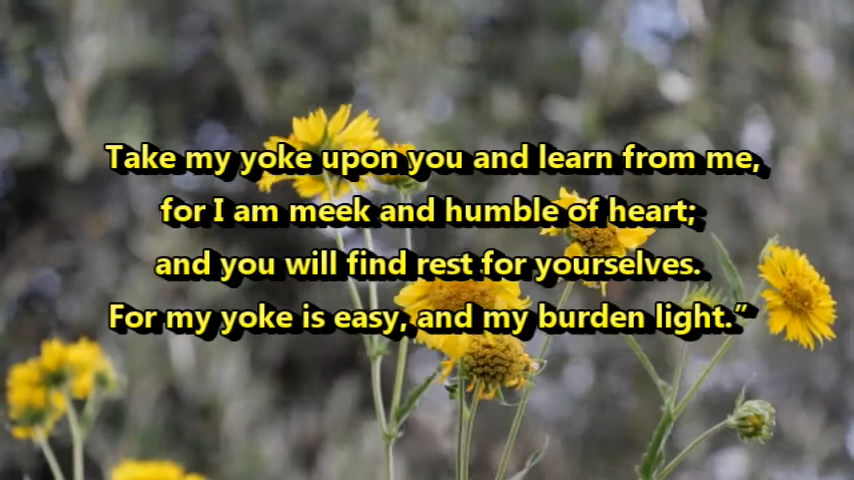 Take my yoke upon you and learn from me,
for I am meek and humble of heart;
and you will find rest for yourselves.
For my yoke is easy, and my burden light.”